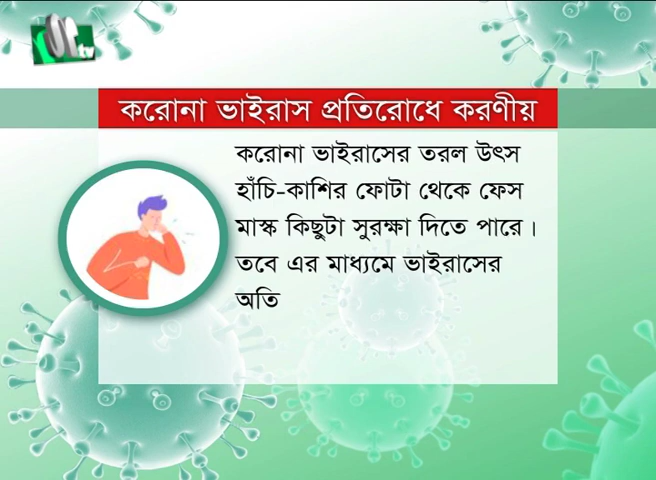 করোনা ভাইরাস প্রতিরোধে করণীয়
করোনা ভাইরাসের তরল উৎস
হাঁচি-কাশির ফোটা থেকে ফেস
মাস্ক কিছুটা সুরক্ষা দিতে পারে।
তবে এর মাধ্যমে ভাইরাসের
অতি